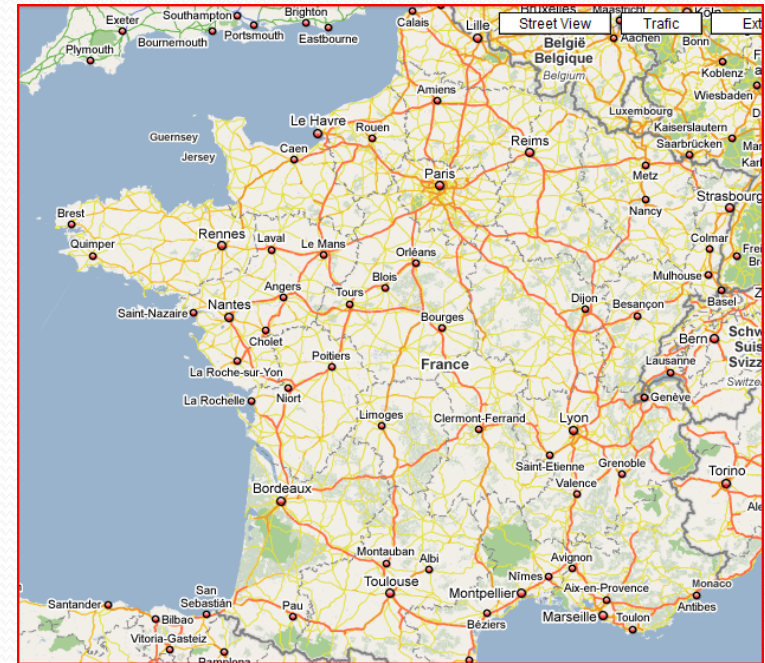 Exeter
Southampton
Brighton
Plymouth
Bournemouth
Portsmouth
Eastbourne
Calais
Lille
Bruxelles
Maastricht
Köln
Street View
Trafic
Ext
België
Belgique
Belgium
Aachen
Bonn
Koblenz
Wiesbaden
Amiens
Luxembourg
Le Havre
Rouen
Kaiserslautern
Guernsey
Caen
Reims
Saarbrücken
Jersey
Paris
Metz
Strasbourg
Brest
Nancy
Rennes
Laval
Le Mans
Quimper
Orléans
Colmar
Blois
Mulhouse
Angers
Tours
Saint-Nazaire
Nantes
Dijon
Besançon
Basel
Bourges
Cholet
Bern
Schw
Suis
Svizz
Switze
Poitiers
France
Lausanne
La Roche-sur-Yon
La Rochelle
Niort
Genève
Limoges
Clermont-Ferrand
Lyon
Saint-Etienne
Grenoble
Torino
Valence
Bordeaux
Ale
Montauban
Albi
Avignon
Toulouse
Nîmes
Montpellier
Aix-en-Provence
Monaco
San
Sebastián
Santander
Bilbao
Pau
Béziers
Marseille
Toulon
Antibes
Vitoria-Gasteiz
Pamplona